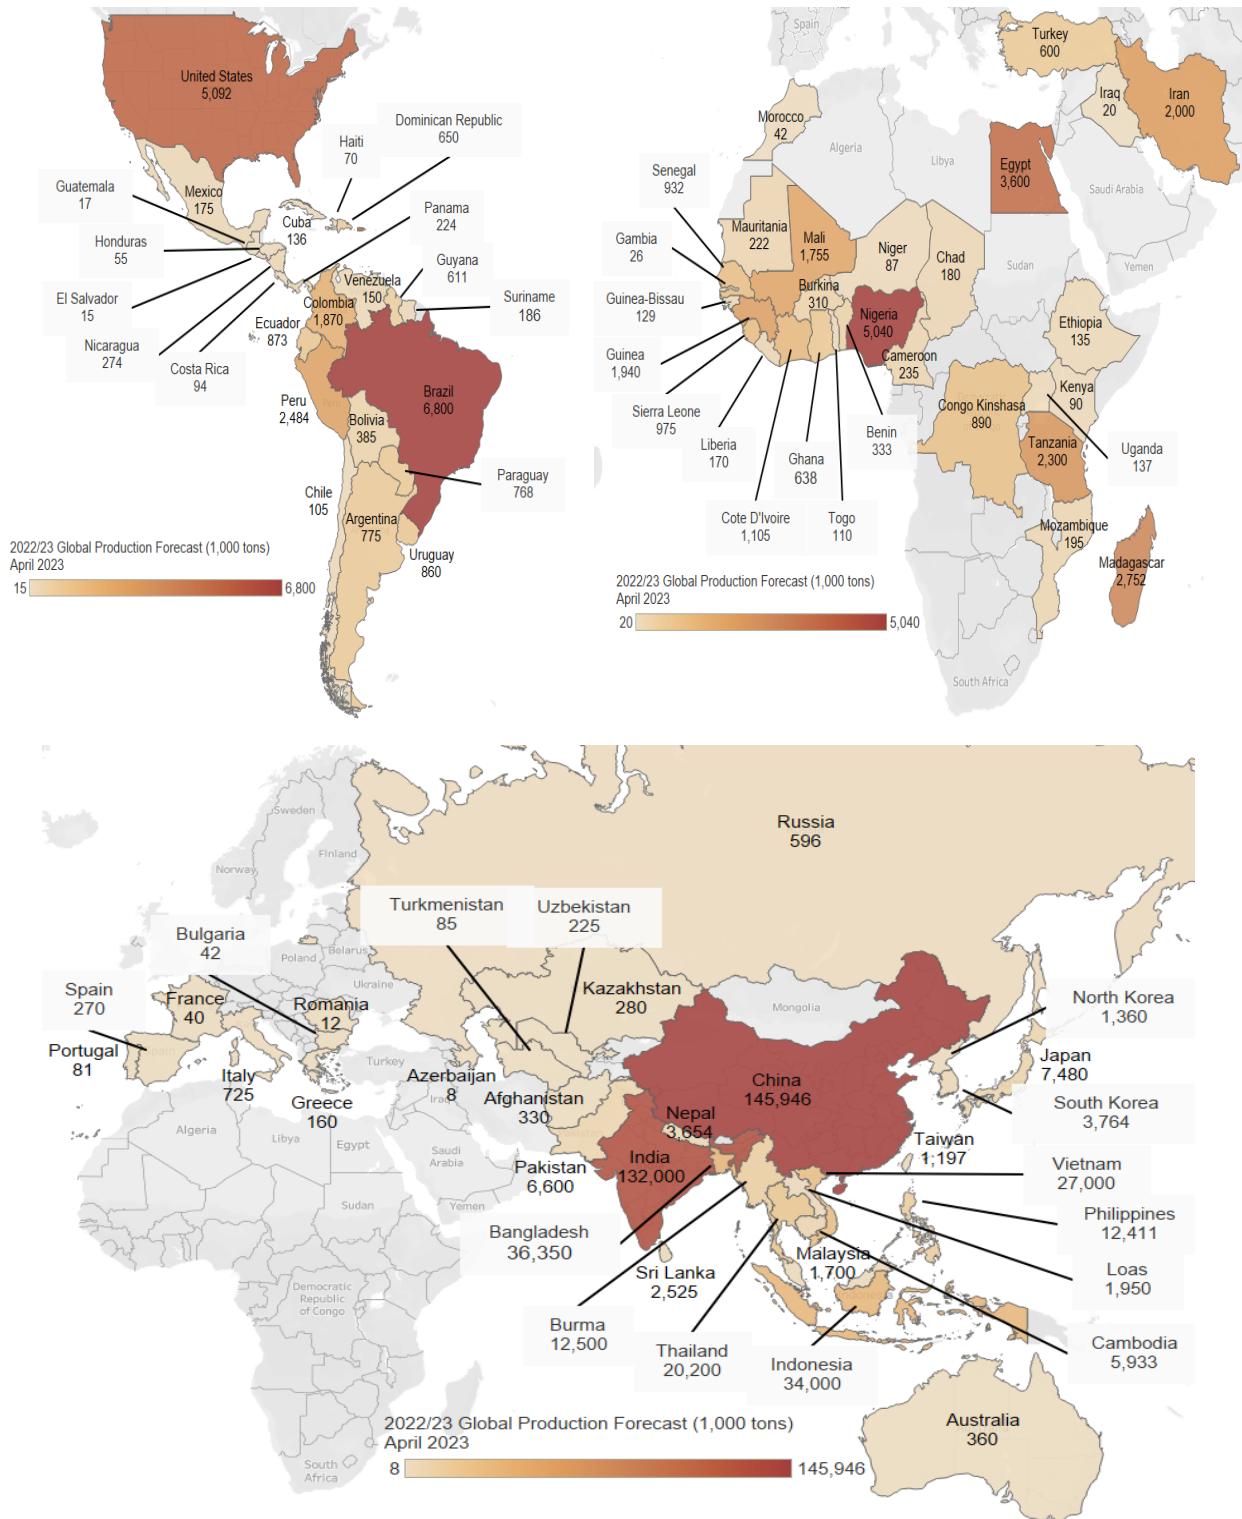 United States
5,092
Dominican Republic
650
Haiti
70
Guatemala
17
Mexico
175
Cuba
136
Panama
224
Honduras
55
Guyana
611
Venezuela
150
El Salvador
15
Colombia
1,870
Suriname
186
Ecuador
873
Nicaragua
274
Costa Rica
94
Peru
2,484
Brazil
6,800
Bolivia
385
Paraguay
768
Chile
105
Argentina
775
Uruguay
860
2022/23 Global Production Forecast (1,000 tons)
April 2023
15
6,800
Spain
Turkey
600
Iraq
20
Iran
2,000
Morocco
42
Algeria
Libya
Egypt
3,600
Saudi Arabia
Senegal
932
Mauritania
222
Mali
1,755
Niger
87
Chad
180
Sudan
Yemen
Gambia
26
Burkina
310
Guinea-Bissau
129
Nigeria
5,040
Ethiopia
135
Guinea
1,940
Cameroon
235
Kenya
90
Congo Kinshasa
890
Sierra Leone
975
Liberia
170
Ghana
638
Benin
333
Tanzania
2,300
Uganda
137
Cote D'Ivoire
1,105
Togo
110
Mozambique
195
Madagascar
2,752
2022/23 Global Production Forecast (1,000 tons)
April 2023
20
5,040
South Africa
Russia
596
Sweden
Finland
Norway
Turkmenistan
85
Uzbekistan
225
Bulgaria
42
Poland
Belarus
Ukraine
Spain
270
France
40
Romania
12
Kazakhstan
280
Mongolia
North Korea
1,360
Portugal
81
Italy
725
Greece
160
Turkey
Azerbaijan
8
Afghanistan
330
China
145,946
Japan
7,480
South Korea
3,764
Nepal
3,654
Algeria
Libya
Egypt
Iraq
Saudi
Arabia
Pakistan
6,600
India
132,000
Taiwan
1,197
Vietnam
27,000
Sudan
Yemen
Bangladesh
36,350
Philippines
12,411
Sri Lanka
2,525
Malaysia
1,700
Loas
1,950
Democratic
Republic
of Congo
Indonesia
Burma
12,500
Thailand
20,200
Indonesia
34,000
Cambodia
5,933
2022/23 Global Production Forecast (1,000 tons)
April 2023
8
145,946
Australia
360
South
Africa